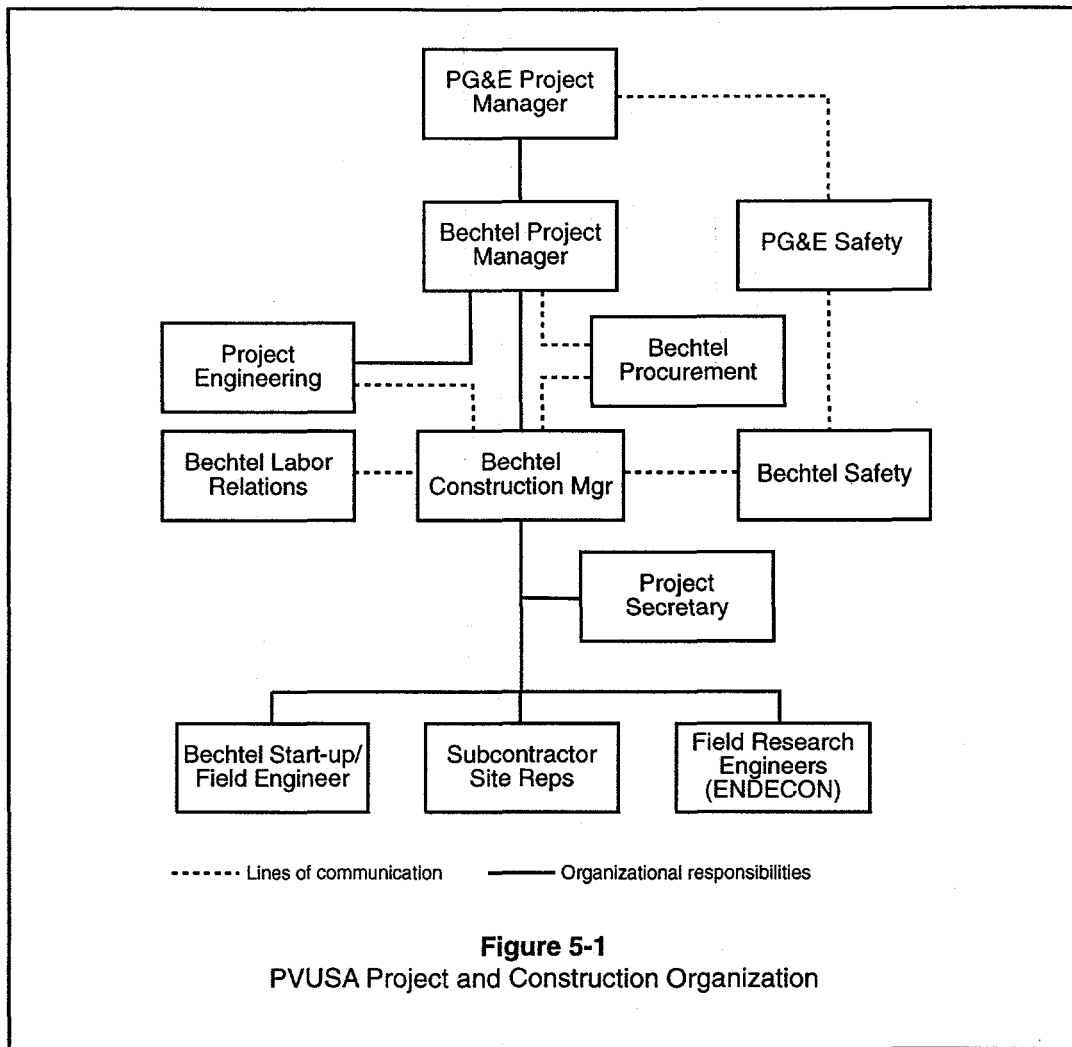 PG&E Project
Manager
Bechtel Project
Manager
PG&E Safety
Project
Engineering
Bechtel
Procurement
Bechtel Labor
Relations
Bechtel
Construction Mgr
Bechtel Safety
Project
Secretary
Bechtel Start-up/
Field Engineer
Subcontractor
Site Reps
Field Research
Engineers
(ENDECON)
Lines of communication
Organizational responsibilities
Figure 5-1
PVUSA Project and Construction Organization